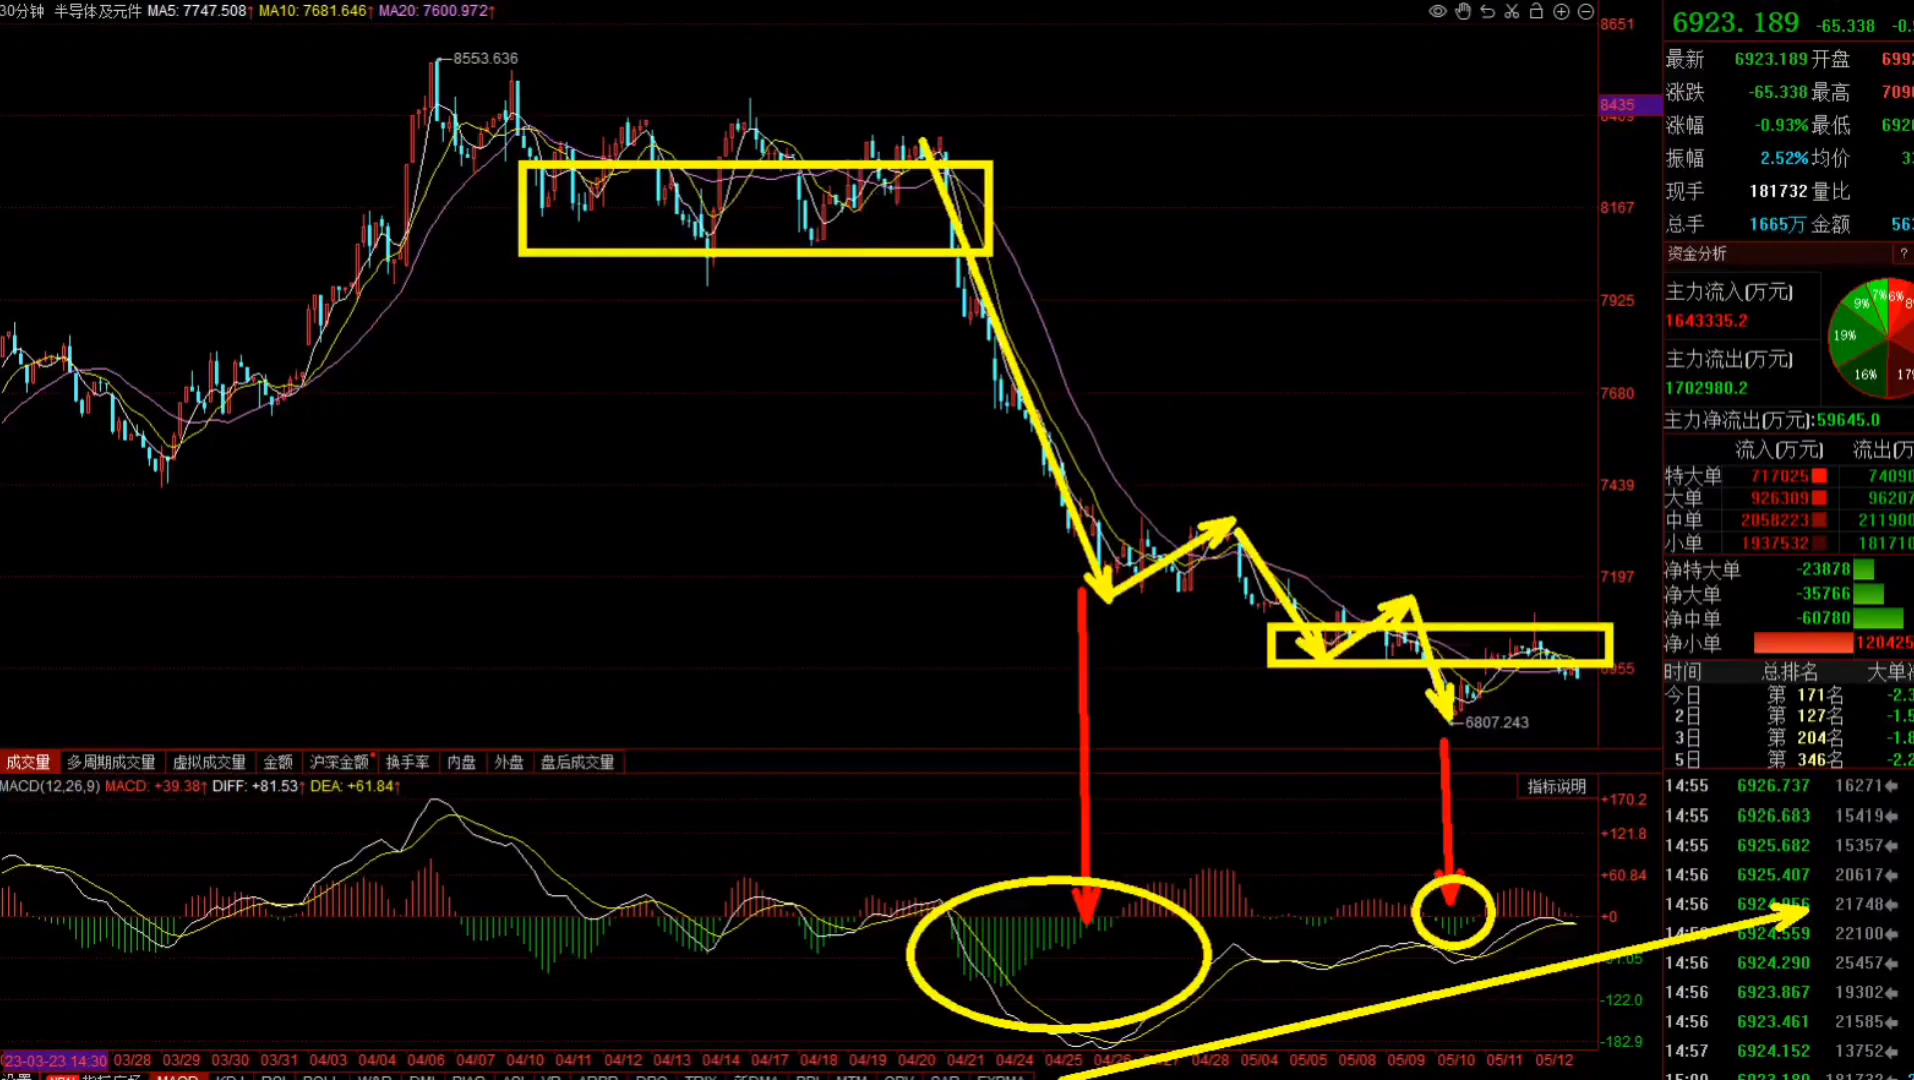 30分钟 半导体及元件 MA5: 7747.508↑ MA10: 7681.646↑ MA20: 7600.972↑
8553.636
6807.243
8651
8435
8167
7925
7680
7439
7197
6955
成交量 多周期成交量 虚拟成交量 金额 沪深金额 换手率 内盘 外盘 盘后成交量
MACD(12,26,9) MACD: +39.38↑ DIFF: +81.53↑ DEA: +61.84↑
指标说明
+170.2
+121.8
+60.84
+0
-122.0
-182.9
23-03-23 14:30 03/28 03/29 03/30 03/31 04/03 04/04 04/06 04/07 04/10 04/11 04/12 04/13 04/14 04/17 04/18 04/19 04/20 04/21 04/24 04/25 04/26 04/27 04/28 05/04 05/05 05/08 05/09 05/10 05/11 05/12
6923.189 -65.338
最新 6923.189 开盘
涨跌 -65.338 最高
涨幅 -0.93% 最低
振幅 2.52% 均价
现手 181732 量比
总手 1665万 金额
资金分析 ?
主力流入(万元)
1643335.2
主力流出(万元)
1702980.2
9% 7% 6%
19%
16%
主力净流出(万元):59645.0
流入(万元)
特大单 717025
大单 926309
中单 2058223
小单 1937532
净特大单 -23878
净大单 -35766
净中单 -60780
净小单 120425
时间 总排名
今日 第 171名
2日 第 127名
3日 第 204名
5日 第 346名
14:55 6926.737 16271
14:55 6926.683 15419
14:55 6925.682 15357
14:56 6925.407 20617
14:56 21748
6924.559 22100
14:56 6924.290 25457
14:56 6923.867 19302
14:56 6923.461 21585
14:57 6924.152 13752